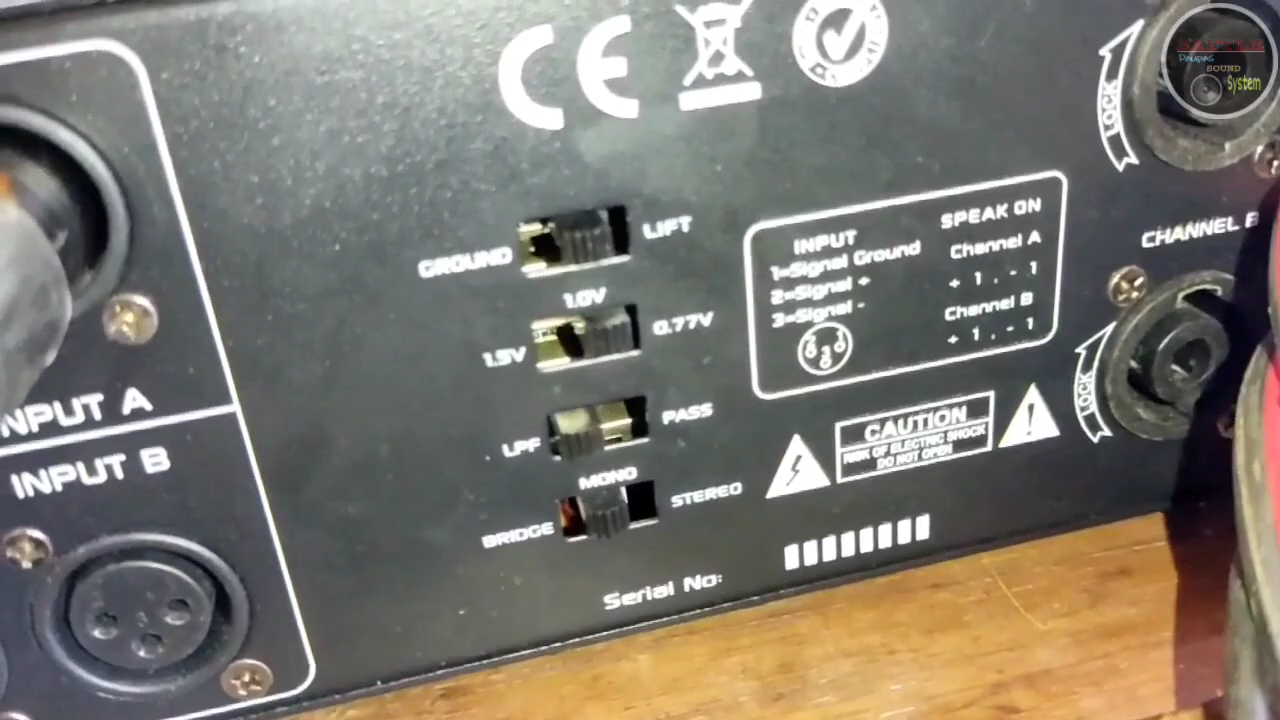 CE
LOCK
GROUND
LIFT
1.0V
1.5V
0.77V
LPF
PASS
MONO
BRIDGE
STEREO
Serial No:
INPUT A
INPUT B
INPUT
1=Signal Ground
2=Signal +
3=Signal -
SPEAK ON
Channel A
+ 1 , - 1
Channel B
+ 1 , - 1
CAUTION
RISK OF ELECTRIC SHOCK
DO NOT OPEN
CHANNEL B
LOCK
SOUND
System